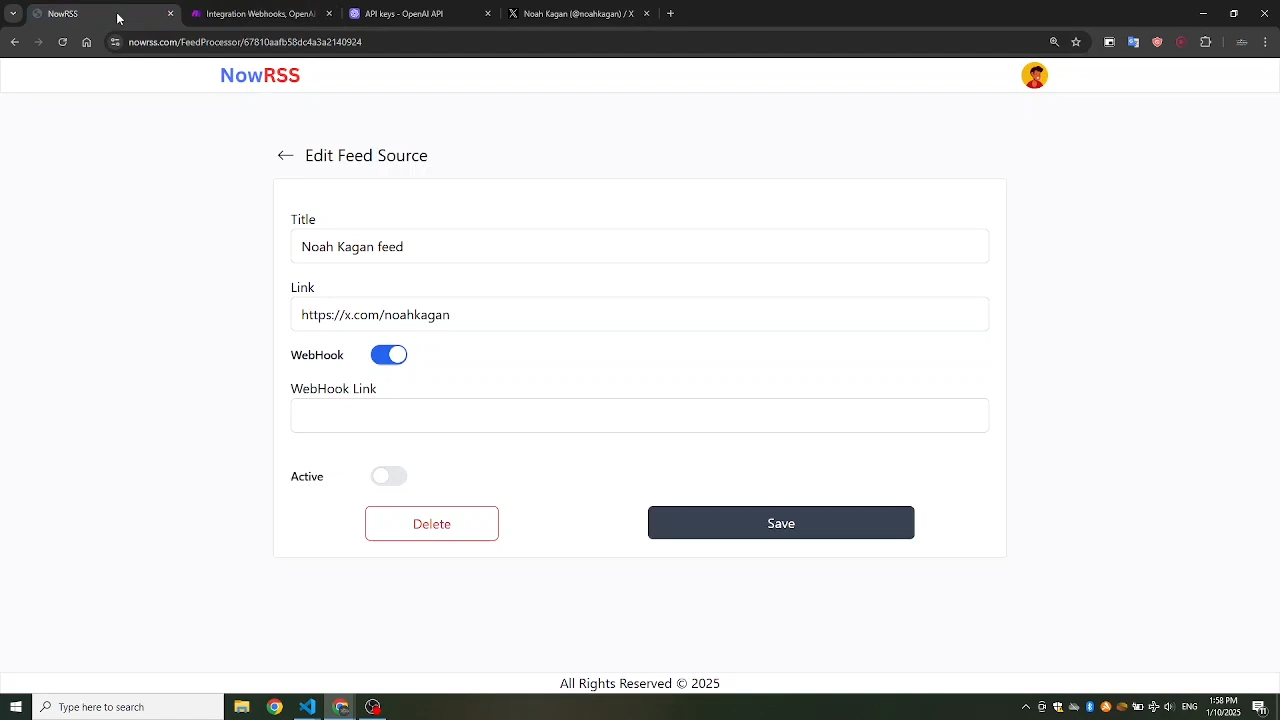 NowRSS
Integration Webhooks, OpenAI
API keys - OpenAI API
Noah Kagan (@noahkagan) / X
nowrss.com/FeedProcessor/67810aafb58dc4a3a2140924
NowRSS
Edit Feed Source
Title
Noah Kagan feed
Link
https://x.com/noahkagan
WebHook
WebHook Link
Active
Delete
Save
All Rights Reserved © 2025
Type here to search
ENG
1:58 PM
1/10/2025